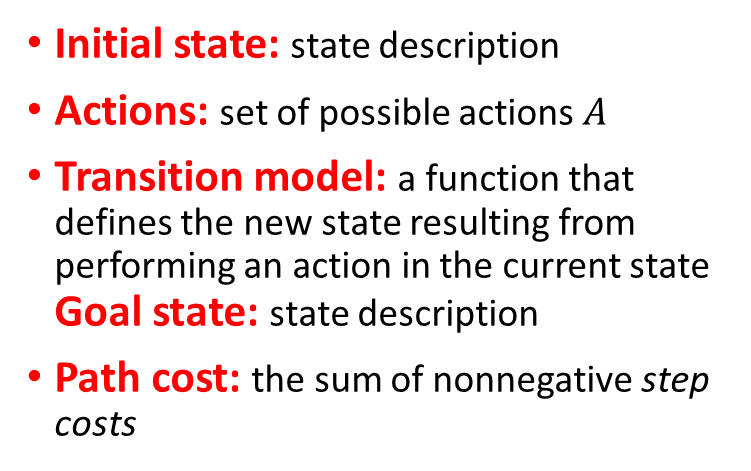 • Initial state: state description
• Actions: set of possible actions A
• Transition model: a function that
defines the new state resulting from
performing an action in the current state
Goal state: state description
• Path cost: the sum of nonnegative step
costs